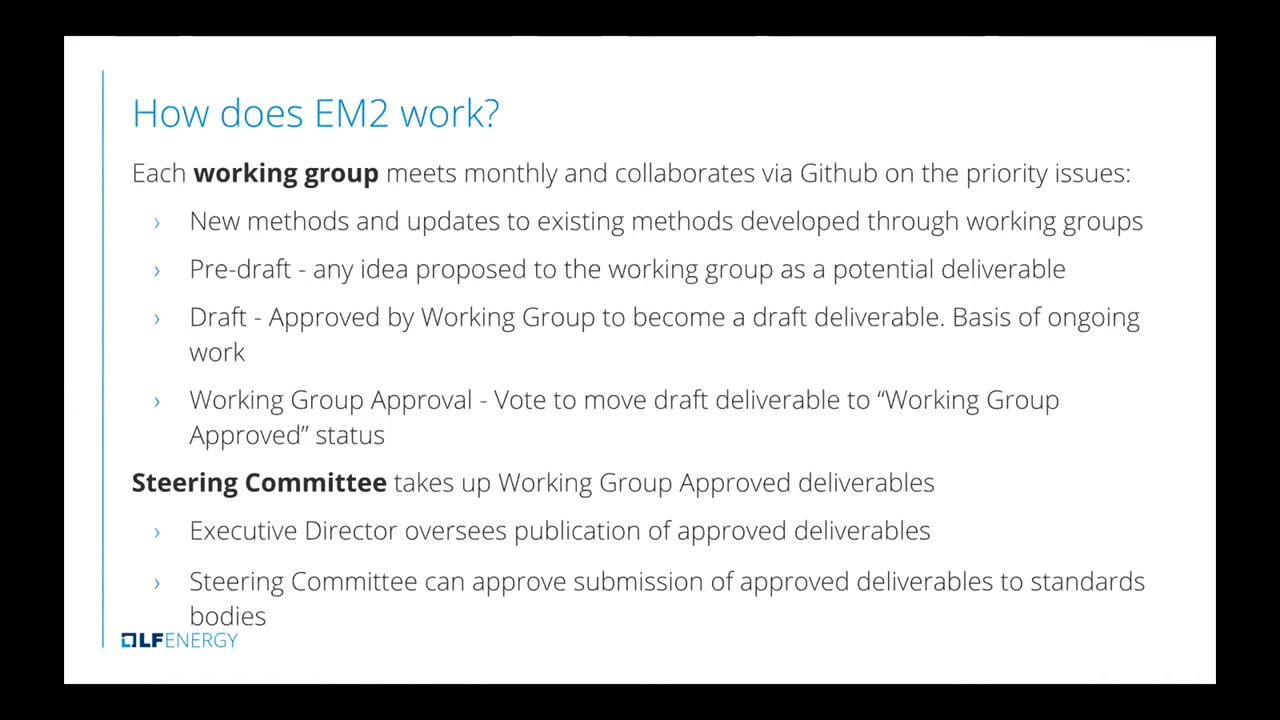 How does EM2 work?
Each working group meets monthly and collaborates via Github on the priority issues:
› New methods and updates to existing methods developed through working groups
› Pre-draft - any idea proposed to the working group as a potential deliverable
› Draft - Approved by Working Group to become a draft deliverable. Basis of ongoing
work
› Working Group Approval - Vote to move draft deliverable to “Working Group
Approved” status
Steering Committee takes up Working Group Approved deliverables
› Executive Director oversees publication of approved deliverables
› Steering Committee can approve submission of approved deliverables to standards
bodies
LFENERGY